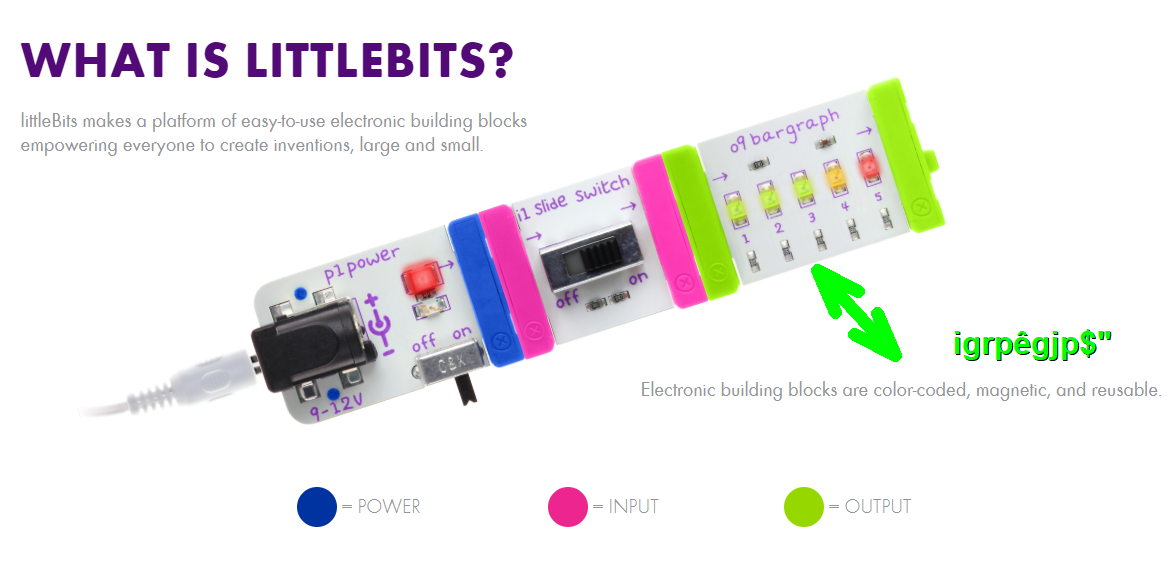 WHAT IS LITTLEBITS?
littleBits makes a platform of easy-to-use electronic building blocks
empowering everyone to create inventions, large and small.
o9 bargraph
1 2 3 4 5
i1 slide switch
off on
p1 power
+
-
off on
C&K
9-12V
igrpêgjp$"
Electronic building blocks are color-coded, magnetic, and reusable.
= POWER
= INPUT
= OUTPUT